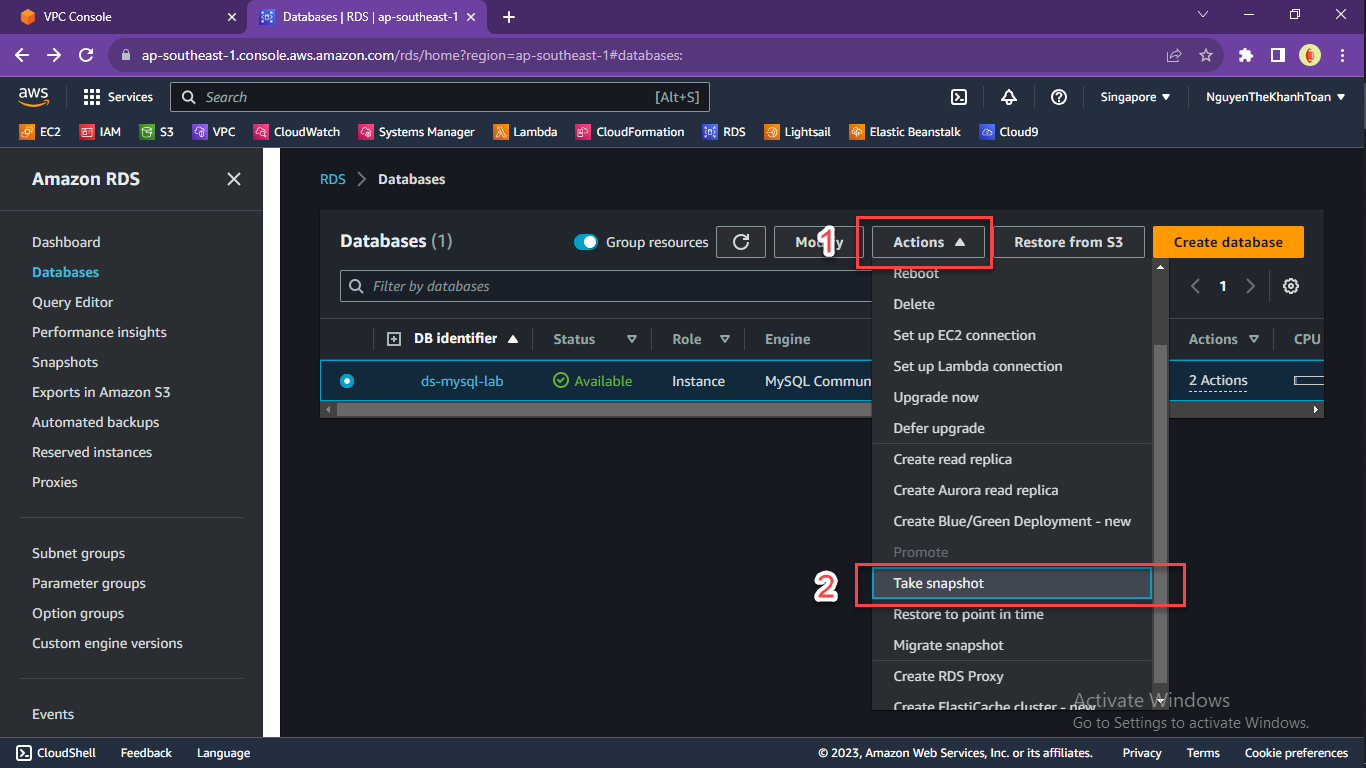 VPC Console
Databases | RDS | ap-southeast-1
ap-southeast-1.console.aws.amazon.com/rds/home?region=ap-southeast-1#databases:
aws
Services
Search
[Alt+S]
Singapore
NguyenTheKhanhToan
EC2
IAM
S3
VPC
CloudWatch
Systems Manager
Lambda
CloudFormation
RDS
Lightsail
Elastic Beanstalk
Cloud9
Amazon RDS
Dashboard
Databases
Query Editor
Performance insights
Snapshots
Exports in Amazon S3
Automated backups
Reserved instances
Proxies
Subnet groups
Parameter groups
Option groups
Custom engine versions
Events
RDS > Databases
Databases (1)
Group resources
1
Actions
Restore from S3
Create database
Filter by databases
1
DB identifier
Status
Role
Engine
Actions
CPU
ds-mysql-lab
Available
Instance
MySQL Commun
2 Actions
Reboot
Delete
Set up EC2 connection
Set up Lambda connection
Upgrade now
Defer upgrade
Create read replica
Create Aurora read replica
Create Blue/Green Deployment - new
Promote
2
Take snapshot
Restore to point in time
Migrate snapshot
Create RDS Proxy
Create ElastiCache cluster - new
Activate Windows
Go to Settings to activate Windows.
CloudShell
Feedback
Language
© 2023, Amazon Web Services, Inc. or its affiliates.
Privacy
Terms
Cookie preferences